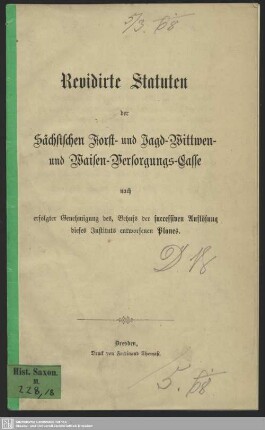 Revidirte Statuten
der
Sächsischen Forst- und Jagd-Wittwen-
und Waisen-Versorgungs-Casse
nach
erfolgter Genehmigung des, Behufs der successiven Auflösung
dieses Instituts entworfenen Planes.
Dresden,
Druck von Ferdinand
Hist. Saxon.